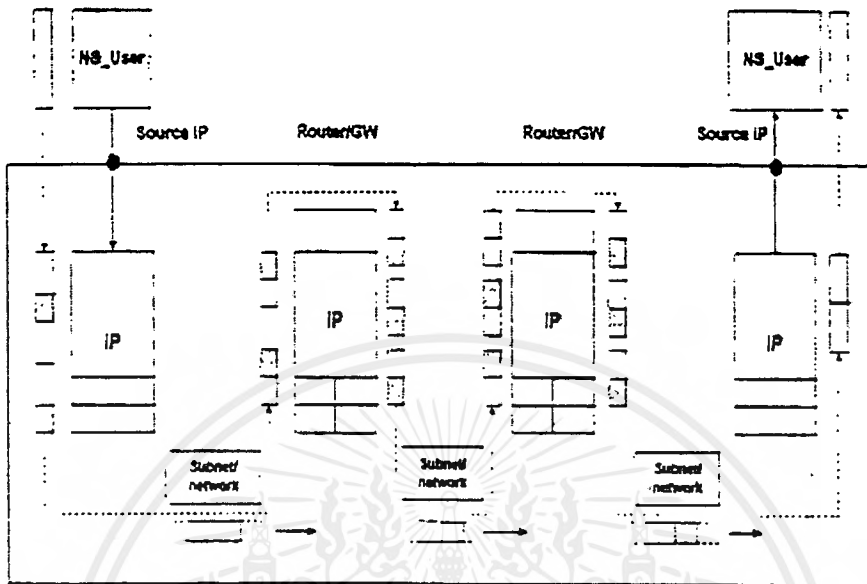 NS_User
NS_User
Source IP
Router/GW
Router/GW
Source IP
IP
IP
IP
IP
Subnet/
network
Subnet/
network
Subnet/
network